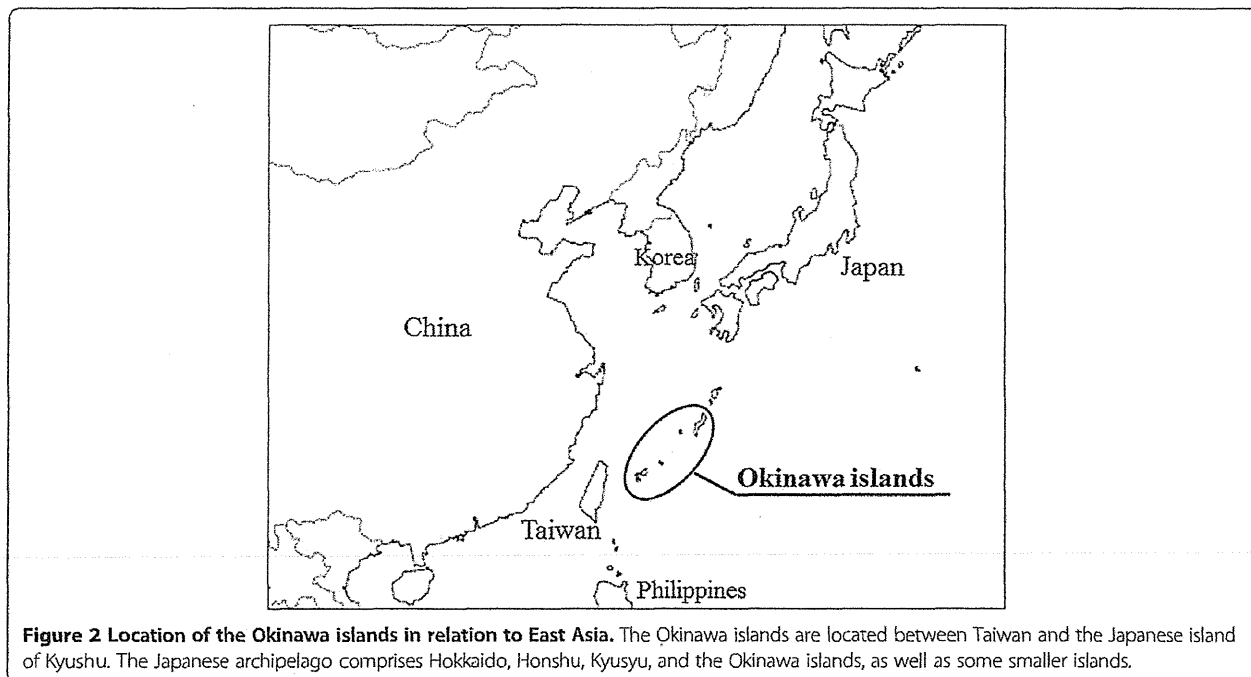 Korea
Japan
China
Okinawa islands
Taiwan
Philippines
Figure 2 Location of the Okinawa islands in relation to East Asia. The Okinawa islands are located between Taiwan and the Japanese island
of Kyushu. The Japanese archipelago comprises Hokkaido, Honshu, Kyusyu, and the Okinawa islands, as well as some smaller islands.